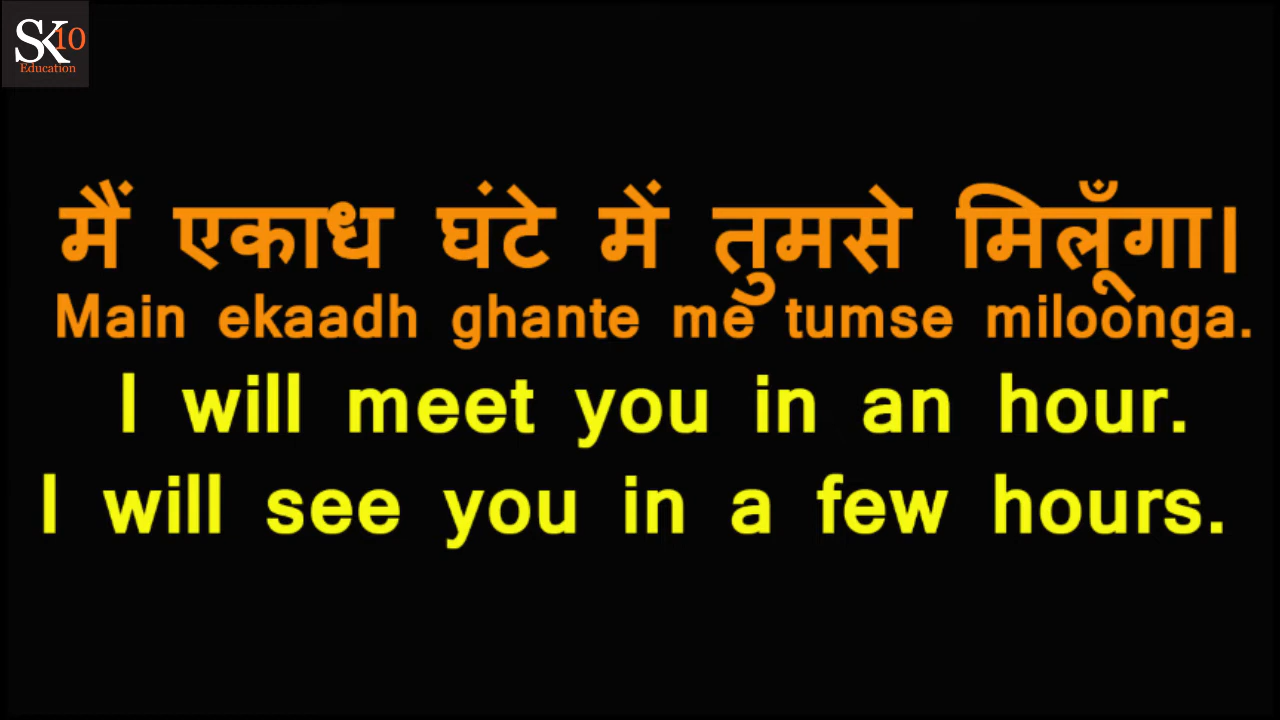 SK10
Education
मैं एकाध घंटे में तुमसे मिलूँगा।
Main ekaadh ghante me tumse miloonga.
I will meet you in an hour.
I will see you in a few hours.